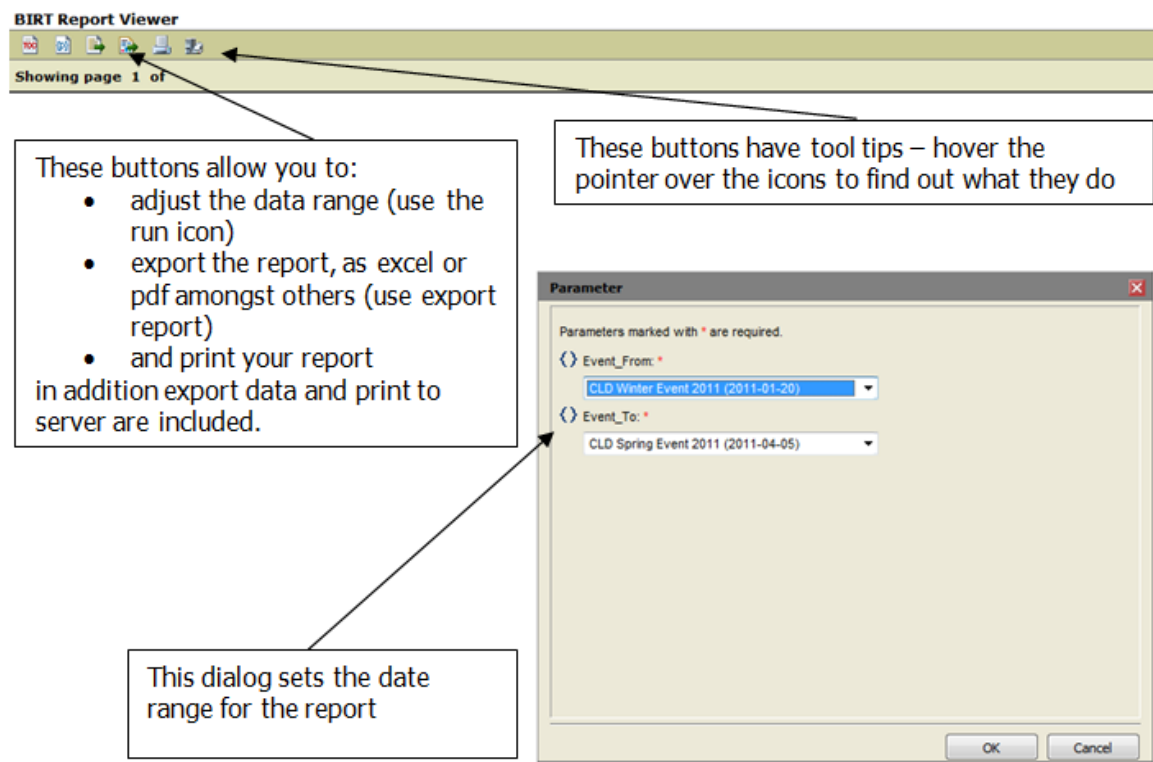 BIRT Report Viewer
TOC
Showing page 1 of
These buttons allow you to:
• adjust the data range (use the
run icon)
• export the report, as excel or
pdf amongst others (use export
report)
• and print your report
in addition export data and print to
server are included.
These buttons have tool tips – hover the
pointer over the icons to find out what they do
Parameter
Parameters marked with * are required.
Event_From: *
CLD Winter Event 2011 (2011-01-20)
Event_To: *
CLD Spring Event 2011 (2011-04-05)
OK Cancel
This dialog sets the date
range for the report